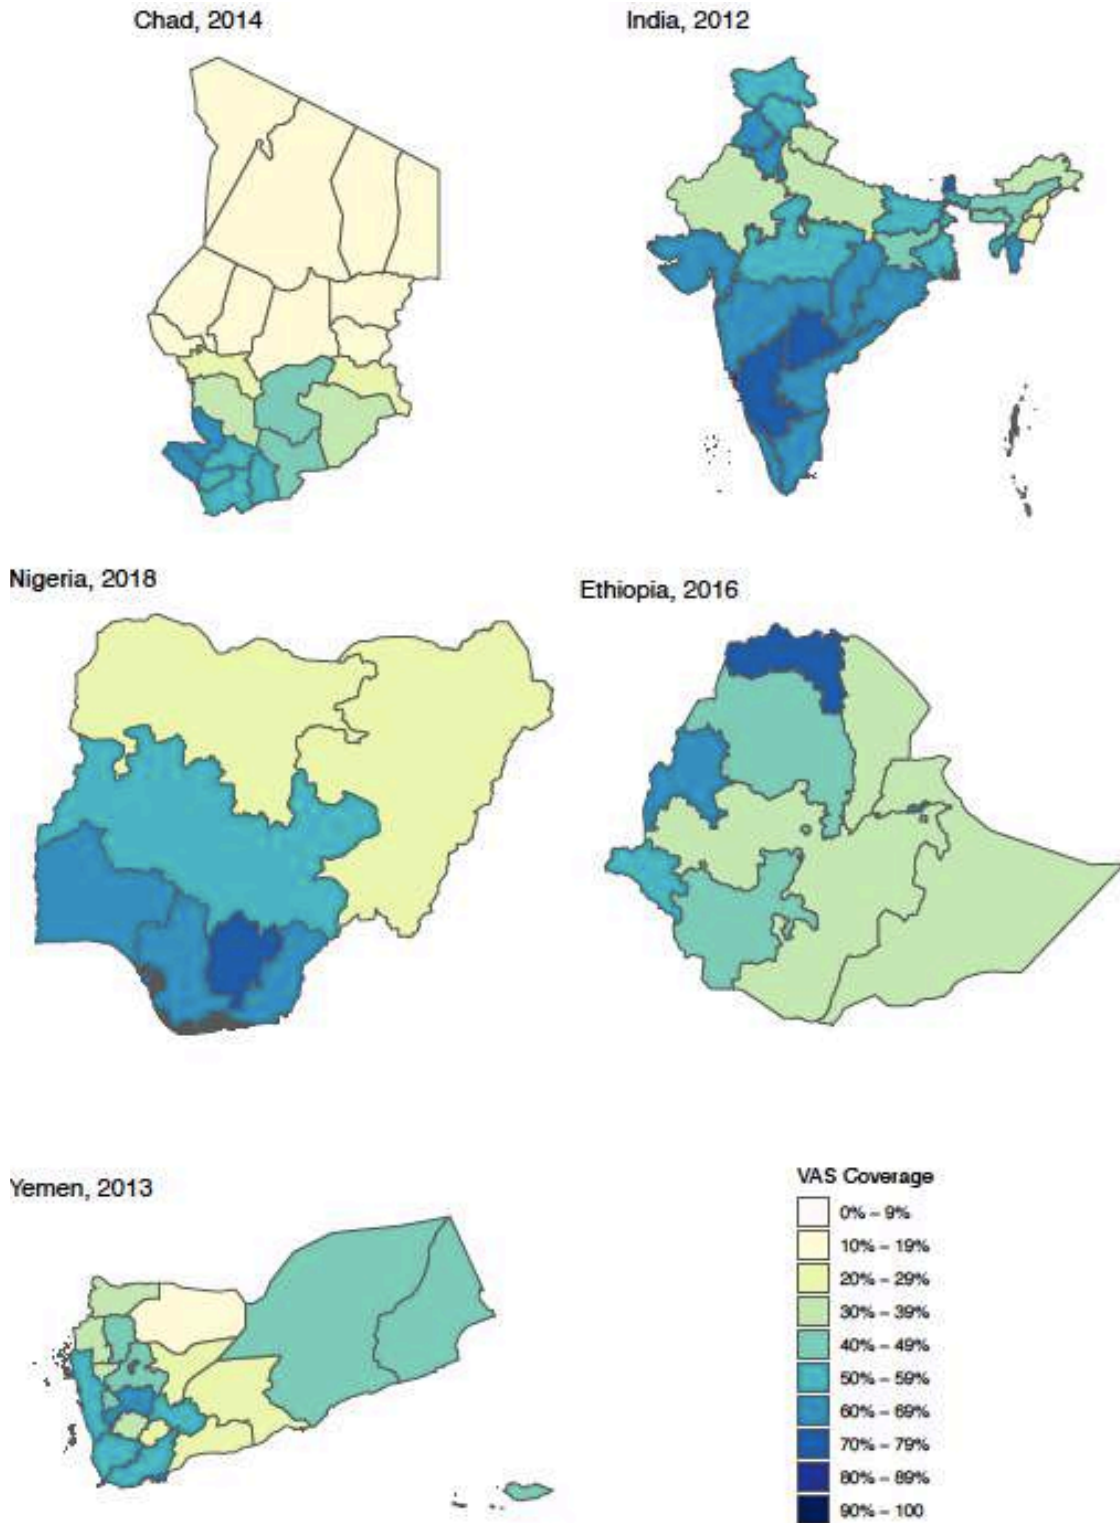 Chad, 2014
India, 2012
Nigeria, 2018
Ethiopia, 2016
Yemen, 2013
VAS Coverage
0% – 9%
10% – 19%
20% – 29%
30% – 39%
40% – 49%
50% – 59%
60% – 69%
70% – 79%
80% – 89%
90% – 100